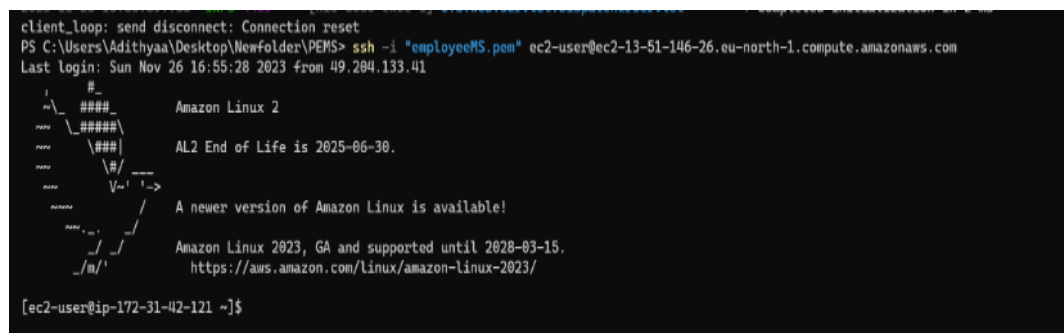 client_loop: send disconnect: Connection reset
PS C:\Users\Adithyaa\Desktop\Newfolder\PEMS> ssh -i "employeeMS.pem" ec2-user@ec2-13-51-146-26.eu-north-1.compute.amazonaws.com
Last login: Sun Nov 26 16:55:28 2023 from 49.204.133.41
   ,     #_
   ~\_  ####_        Amazon Linux 2
  ~~  \_#####\
  ~~     \###|       AL2 End of Life is 2025-06-30.
  ~~       \#/ ___
   ~~       V~' '->
    ~~~         /    A newer version of Amazon Linux is available!
      ~~._.   _/
         _/ _/       Amazon Linux 2023, GA and supported until 2028-03-15.
       _/m/'           https://aws.amazon.com/linux/amazon-linux-2023/
[ec2-user@ip-172-31-42-121 ~]$